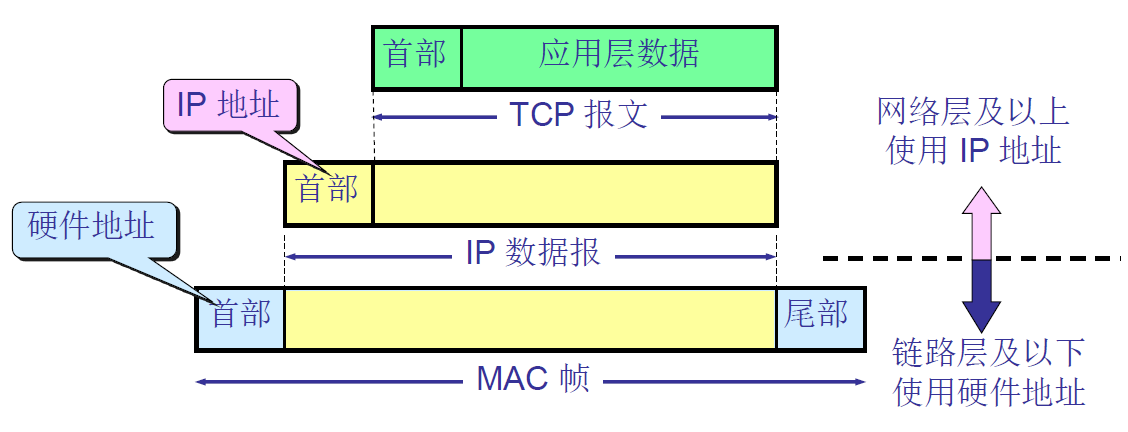 首部
应用层数据
IP 地址
TCP 报文
网络层及以上
使用 IP 地址
首部
硬件地址
IP 数据报
首部
尾部
链路层及以下
使用硬件地址
MAC 帧